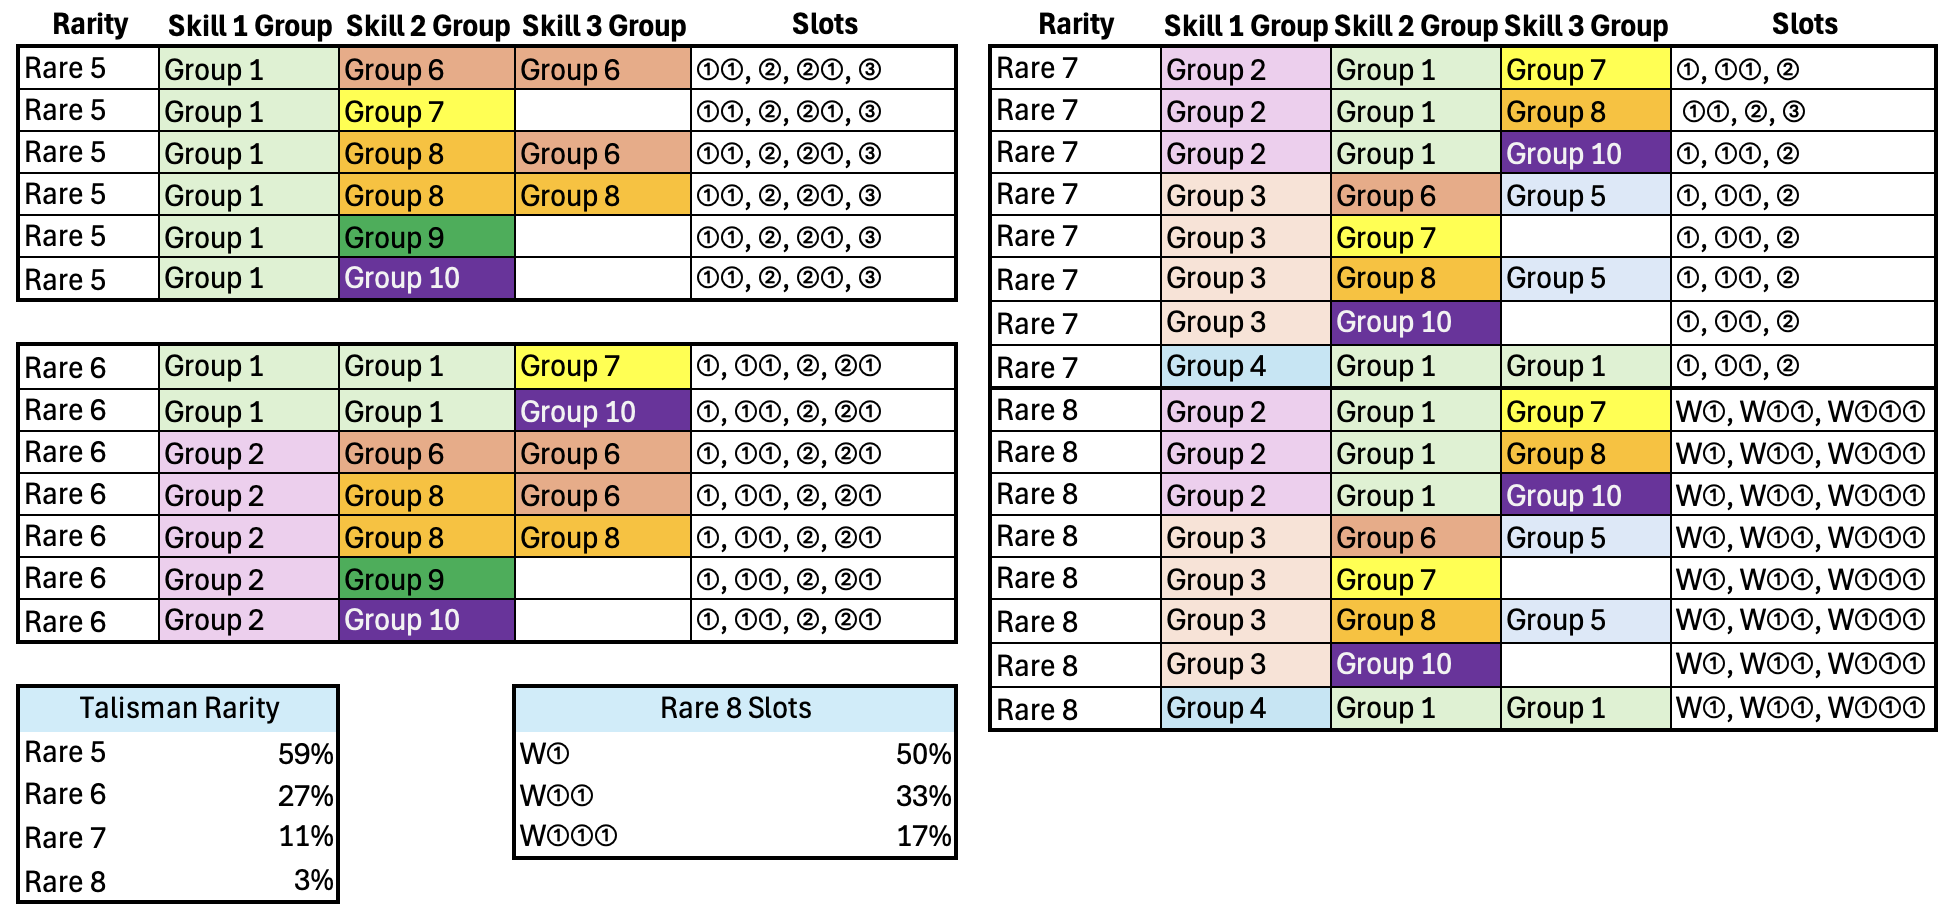 Rarity Skill 1 Group Skill 2 Group Skill 3 Group Slots
Rare 5 Group 1 Group 6 Group 6 ①①, ②, ②①, ③
Rare 5 Group 1 Group 7 ①①, ②, ②①, ③
Rare 5 Group 1 Group 8 Group 6 ①①, ②, ②①, ③
Rare 5 Group 1 Group 8 Group 8 ①①, ②, ②①, ③
Rare 5 Group 1 Group 9 ①①, ②, ②①, ③
Rare 5 Group 1 Group 10 ①①, ②, ②①, ③
Rare 6 Group 1 Group 1 Group 7 ①, ①①, ②, ②①
Rare 6 Group 1 Group 1 Group 10 ①, ①①, ②, ②①
Rare 6 Group 2 Group 6 Group 6 ①, ①①, ②, ②①
Rare 6 Group 2 Group 8 Group 6 ①, ①①, ②, ②①
Rare 6 Group 2 Group 8 Group 8 ①, ①①, ②, ②①
Rare 6 Group 2 Group 9 ①, ①①, ②, ②①
Rare 6 Group 2 Group 10 ①, ①①, ②, ②①
Talisman Rarity
Rare 5 59%
Rare 6 27%
Rare 7 11%
Rare 8 3%
Rare 8 Slots
W① 50%
W①① 33%
W①①① 17%
Rarity Skill 1 Group Skill 2 Group Skill 3 Group Slots
Rare 7 Group 2 Group 1 Group 7 ①, ①①, ②
Rare 7 Group 2 Group 1 Group 8 ①①, ②, ③
Rare 7 Group 2 Group 1 Group 10 ①, ①①, ②
Rare 7 Group 3 Group 6 Group 5 ①, ①①, ②
Rare 7 Group 3 Group 7 ①, ①①, ②
Rare 7 Group 3 Group 8 Group 5 ①, ①①, ②
Rare 7 Group 3 Group 10 ①, ①①, ②
Rare 7 Group 4 Group 1 Group 1 ①, ①①, ②
Rare 8 Group 2 Group 1 Group 7 W①, W①①, W①①①
Rare 8 Group 2 Group 1 Group 8 W①, W①①, W①①①
Rare 8 Group 2 Group 1 Group 10 W①, W①①, W①①①
Rare 8 Group 3 Group 6 Group 5 W①, W①①, W①①①
Rare 8 Group 3 Group 7 W①, W①①, W①①①
Rare 8 Group 3 Group 8 Group 5 W①, W①①, W①①①
Rare 8 Group 3 Group 10 W①, W①①, W①①①
Rare 8 Group 4 Group 1 Group 1 W①, W①①, W①①①